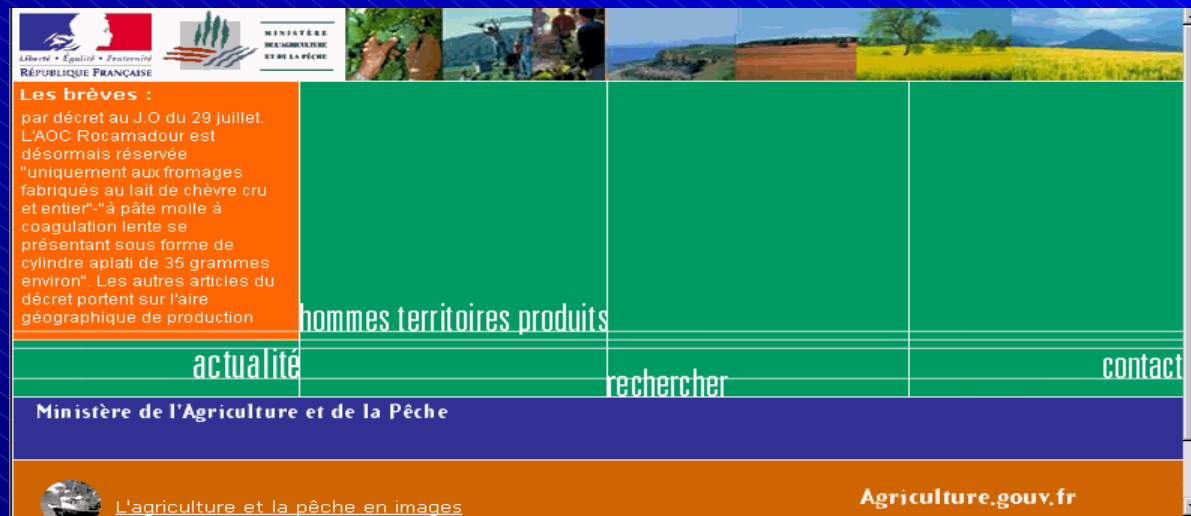 Liberté • Égalité • Fraternité
RÉPUBLIQUE FRANÇAISE
MINISTÈRE
DE L'AGRICULTURE
ET DE LA PÊCHE
Les brèves :
par décret au J.O du 29 juillet.
L'AOC Rocamadour est
désormais réservée
"uniquement aux fromages
fabriqués au lait de chèvre cru
et entier"-"à pâte molle à
coagulation lente se
présentant sous forme de
cylindre aplati de 35 grammes
environ". Les autres articles du
décret portent sur l'aire
géographique de production
hommes territoires produits
actualité
rechercher
contact
Ministère de l'Agriculture et de la Pêche
L'agriculture et la pêche en images
Agriculture.gouv.fr